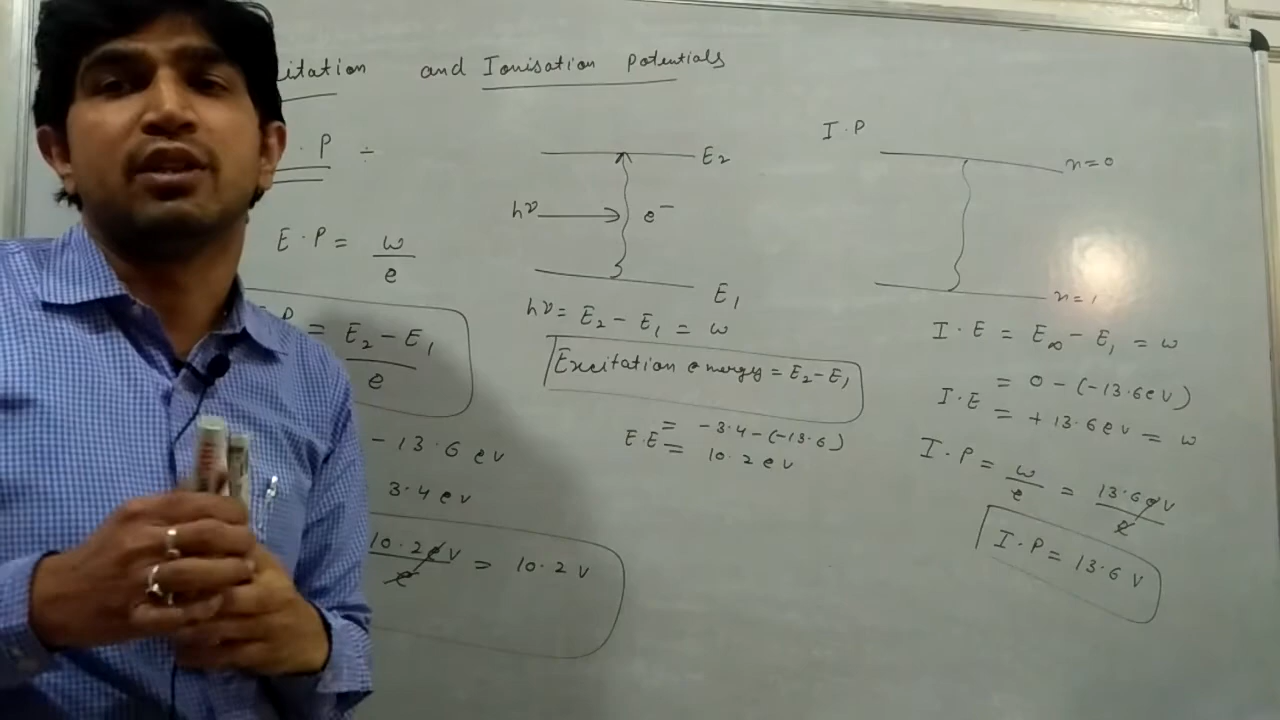 and Ionisation Potentials
. P ÷
E.P = w/e
= E2 - E1 / e
- 13.6 ev
3.4 ev
10.2 eV / e = 10.2 V
E2
hν
e-
E1
hν = E2 - E1 = w
Excitation energy = E2 - E1
= -3.4 - (-13.6)
E.E = 10.2 ev
I.P
n=0
n=1
I.E = E∞ - E1 = w
= 0 - (-13.6 ev)
I.E = +13.6 ev = w
I.P = w/e = 13.6 eV / e
I.P = 13.6 V